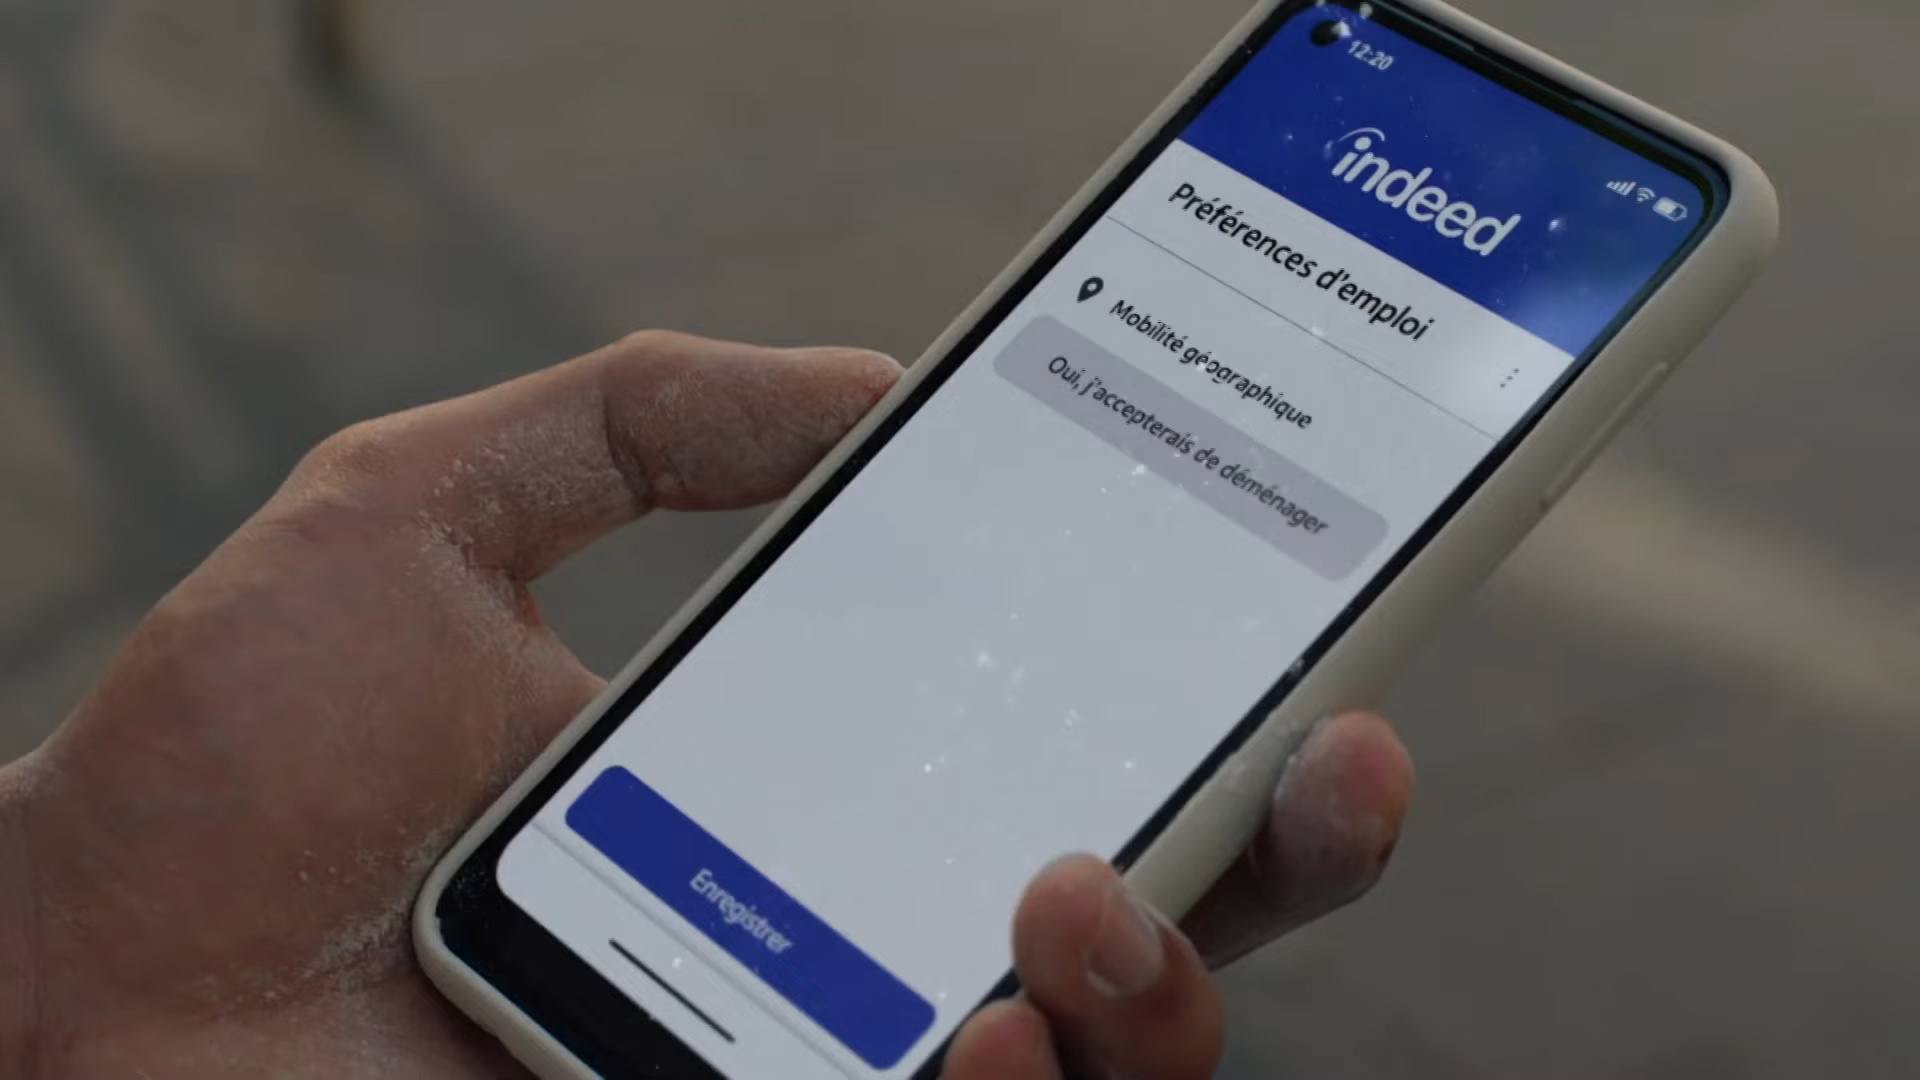 12:20
indeed
Préférences d'emploi
Mobilité géographique
Oui, j'accepterais de déménager
Enregistrer